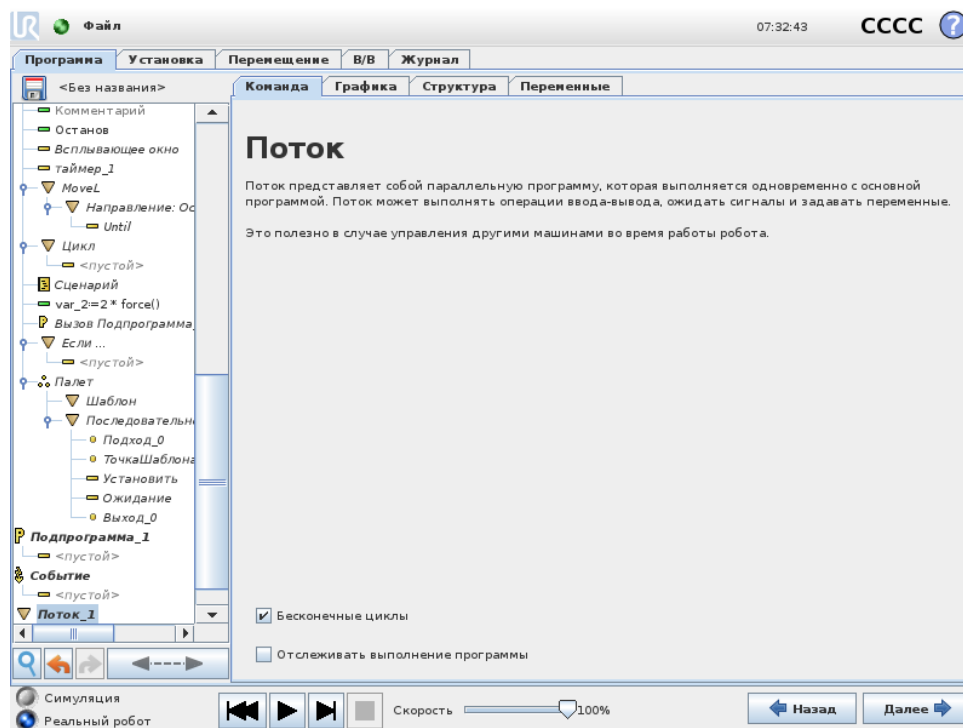 Файл
07:32:43
CCCC
?
Программа Установка Перемещение В/В Журнал
<Без названия>
Команда Графика Структура Переменные
Комментарий
Останов
Всплывающее окно
таймер_1
MoveL
Направление: Ос
Until
Цикл
<пустой>
Сценарий
var_2:=2 * force()
Вызов Подпрограмма_
Если ...
<пустой>
Палет
Шаблон
Последовательн
Подход_0
ТочкаШаблона
Установить
Ожидание
Выход_0
Подпрограмма_1
<пустой>
Событие
<пустой>
Поток_1
Поток
Поток представляет собой параллельную программу, которая выполняется одновременно с основной
программой. Поток может выполнять операции ввода-вывода, ожидать сигналы и задавать переменные.
Это полезно в случае управления другими машинами во время работы робота.
Бесконечные циклы
Отслеживать выполнение программы
Симуляция
Реальный робот
Скорость 100%
Назад
Далее